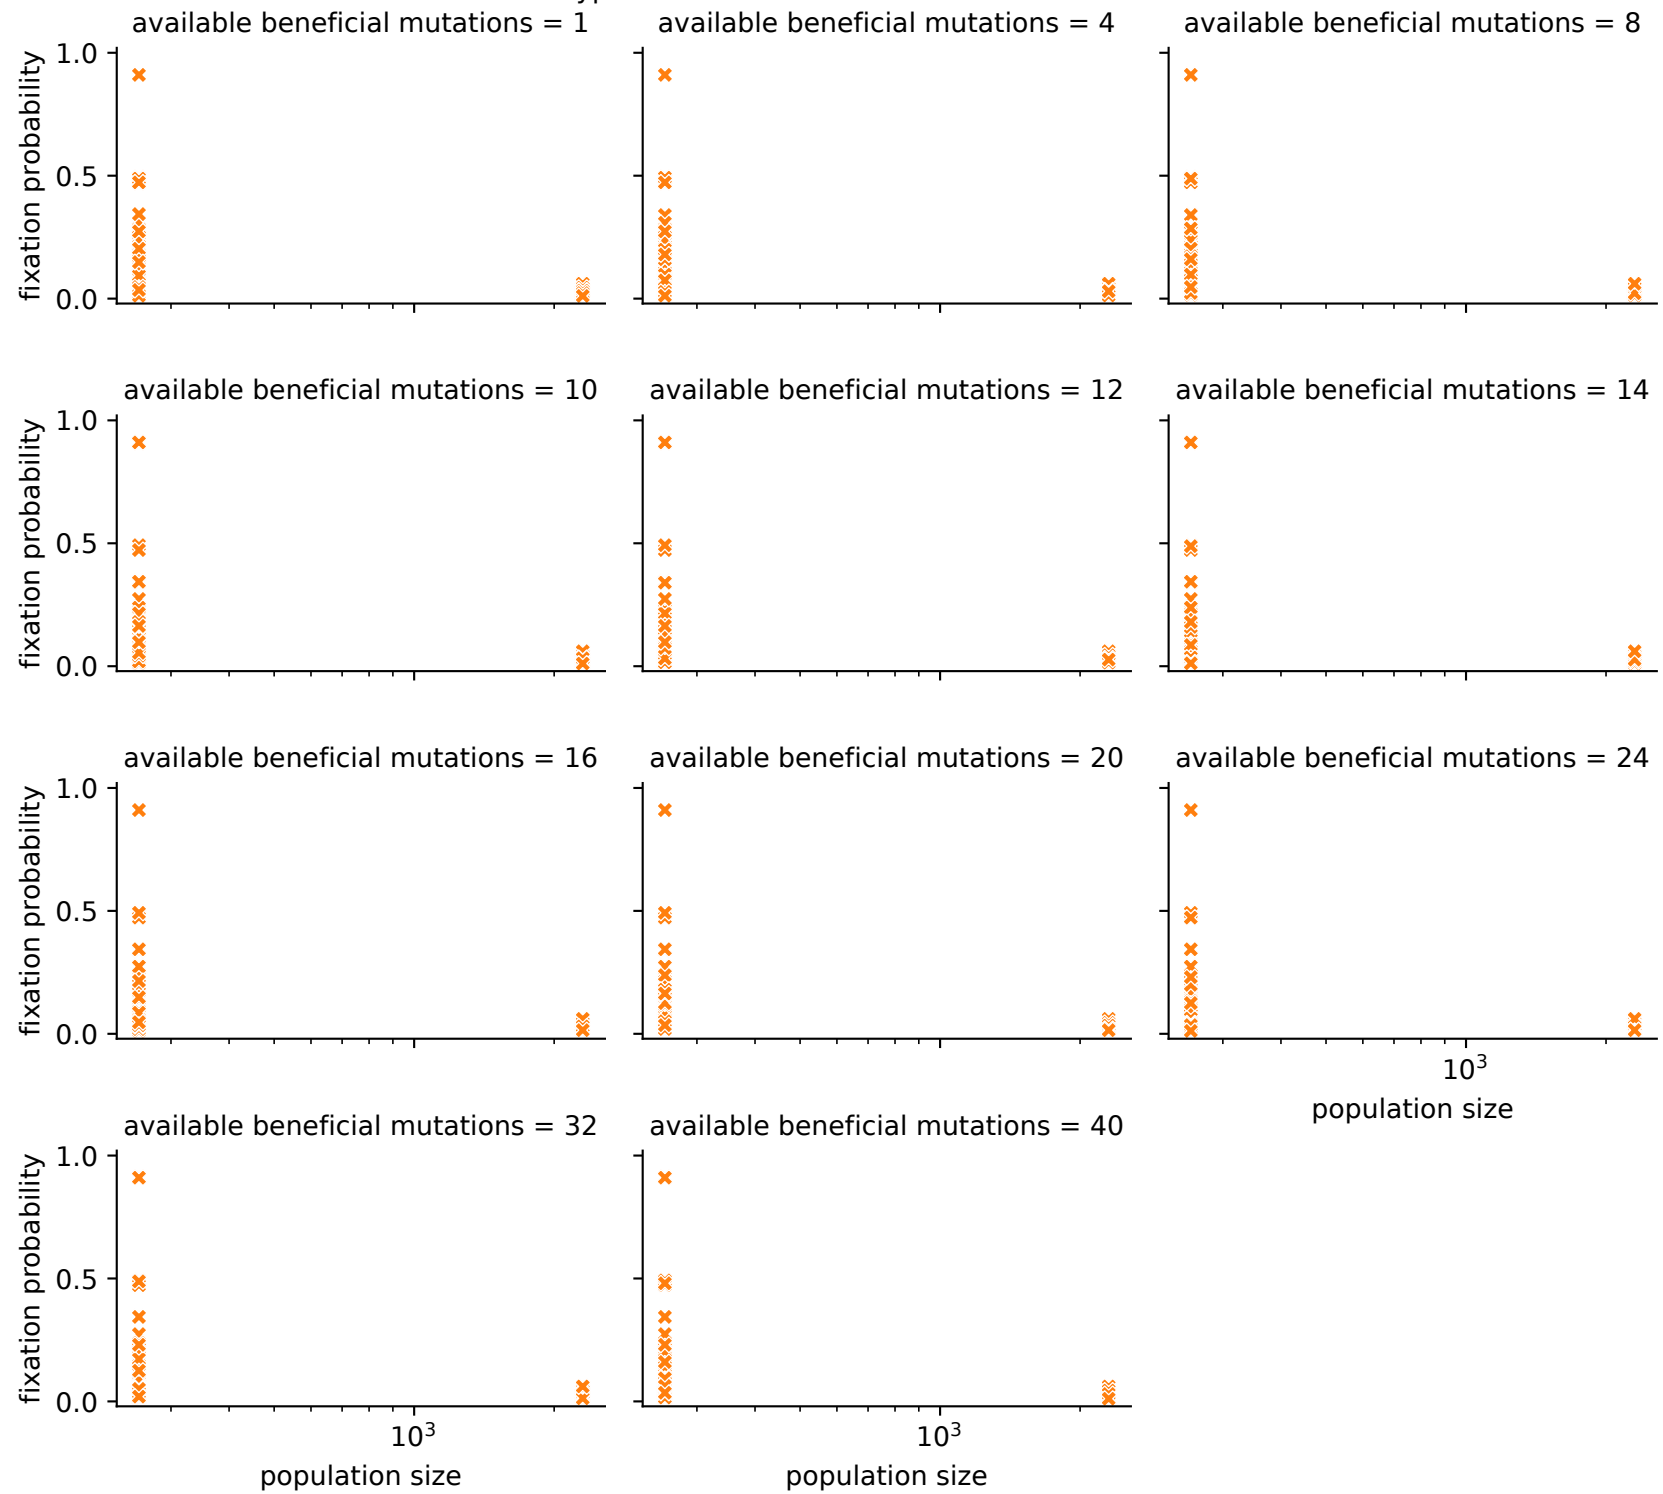 available beneficial mutations = 1
available beneficial mutations = 4
available beneficial mutations = 8
1.0
0.5
0.0
fixation probability
available beneficial mutations = 10
available beneficial mutations = 12
available beneficial mutations = 14
1.0
0.5
0.0
fixation probability
available beneficial mutations = 16
available beneficial mutations = 20
available beneficial mutations = 24
1.0
0.5
0.0
fixation probability
10³
population size
available beneficial mutations = 32
available beneficial mutations = 40
1.0
0.5
0.0
fixation probability
10³
10³
population size
population size